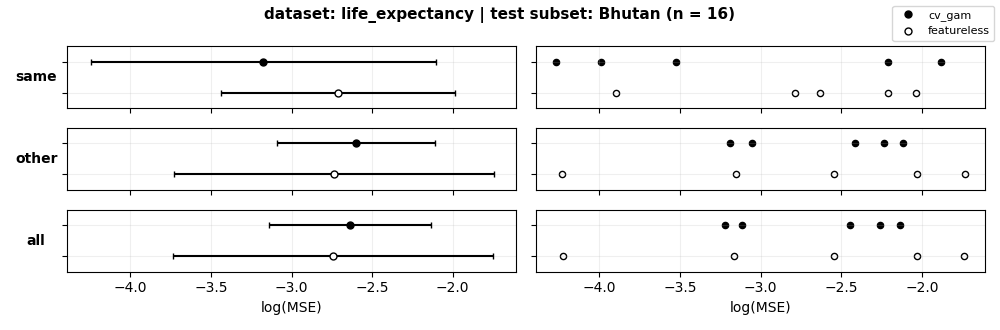 dataset: life_expectancy | test subset: Bhutan (n = 16)
cv_gam
featureless
same
other
all
−4.0 −3.5 −3.0 −2.5 −2.0
−4.0 −3.5 −3.0 −2.5 −2.0
log(MSE)
log(MSE)